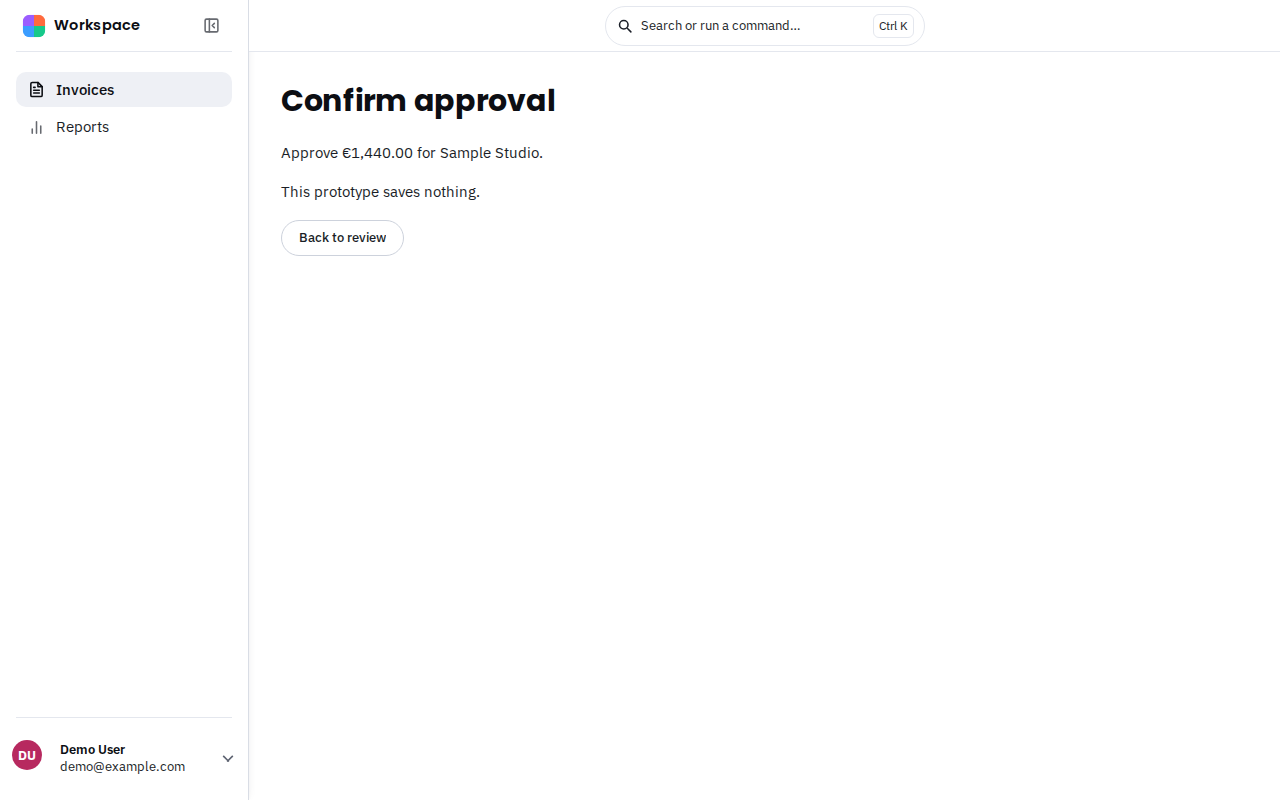 Workspace
Search or run a command...
Ctrl K
Invoices
Reports
Confirm approval
Approve €1,440.00 for Sample Studio.
This prototype saves nothing.
Back to review
DU
Demo User
demo@example.com